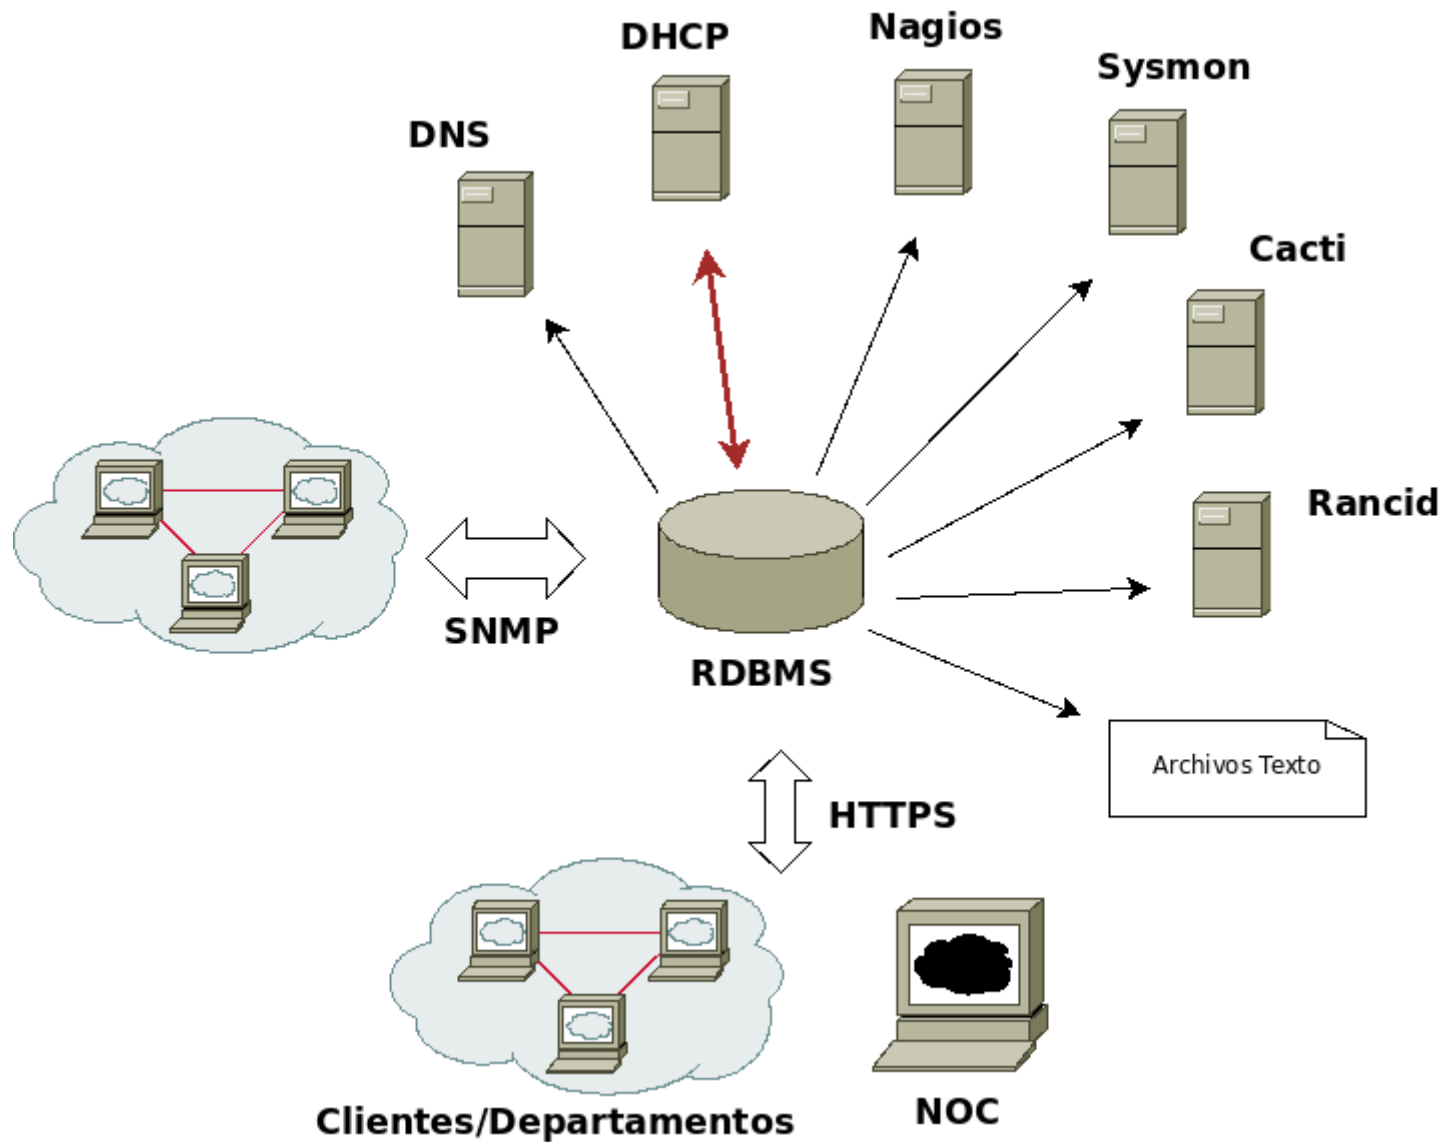 DHCP
Nagios
Sysmon
DNS
Cacti
Rancid
SNMP
RDBMS
Archivos Texto
HTTPS
Clientes/Departamentos
NOC